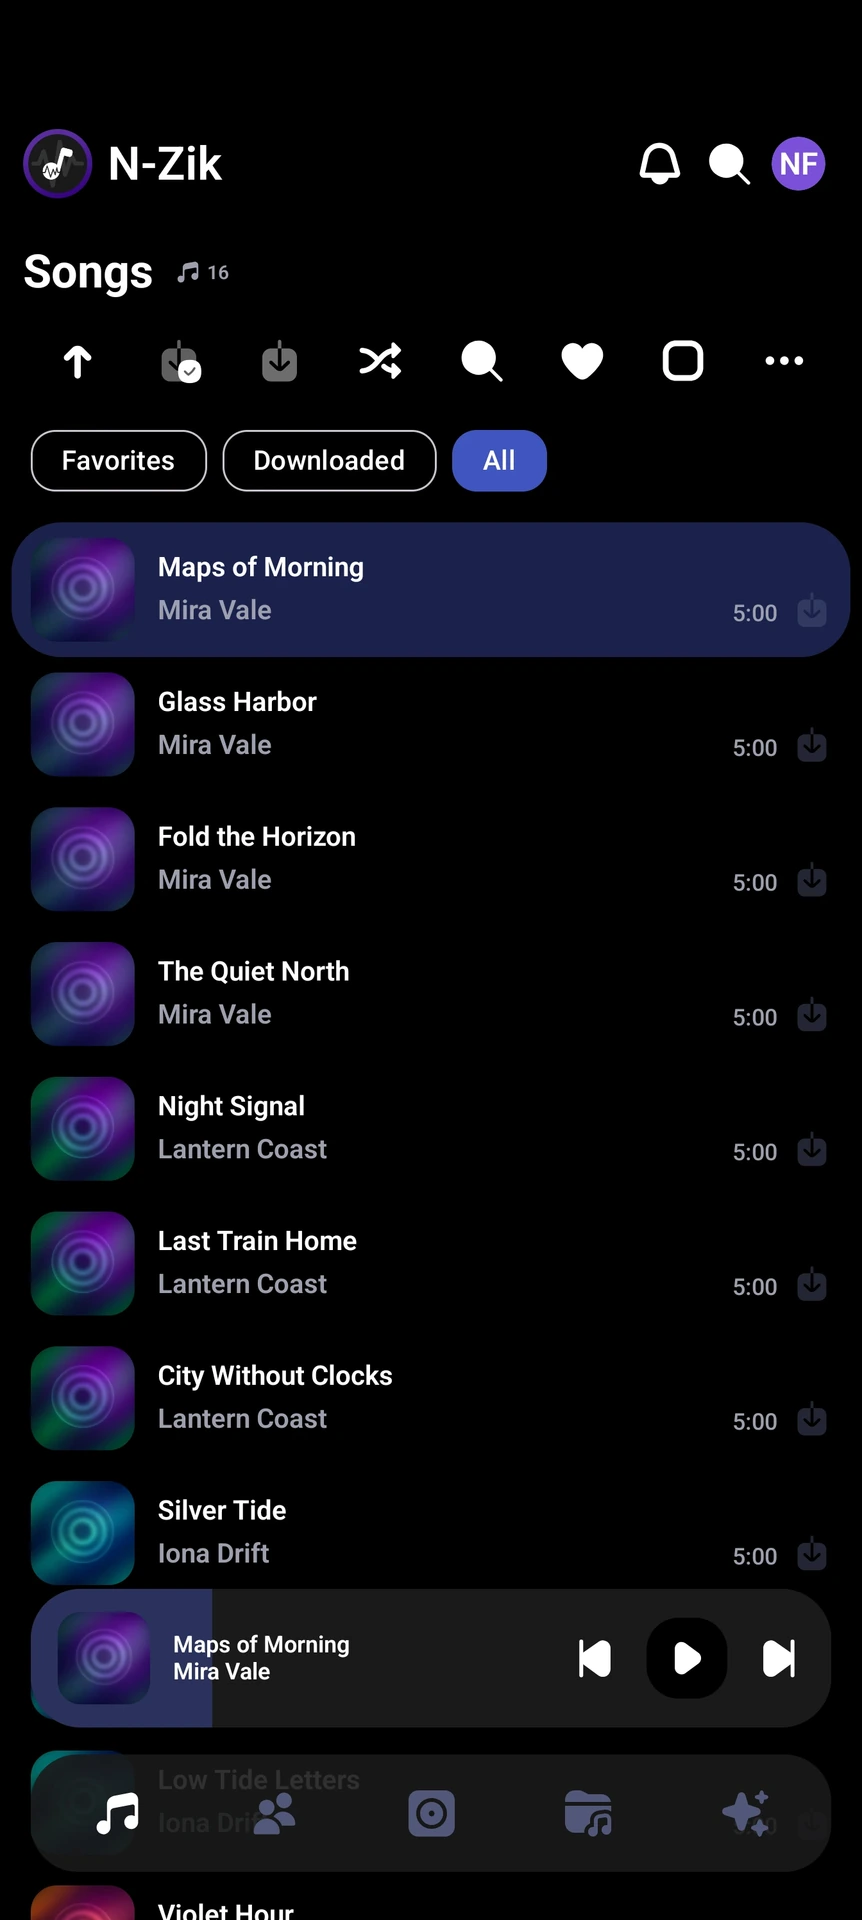 N-Zik
NF
Songs
16
Favorites
Downloaded
All
Maps of Morning
Mira Vale
5:00
Glass Harbor
Mira Vale
5:00
Fold the Horizon
Mira Vale
5:00
The Quiet North
Mira Vale
5:00
Night Signal
Lantern Coast
5:00
Last Train Home
Lantern Coast
5:00
City Without Clocks
Lantern Coast
5:00
Silver Tide
Iona Drift
5:00
Maps of Morning
Mira Vale
Low Tide Letters
Iona Drift
Violet Hour